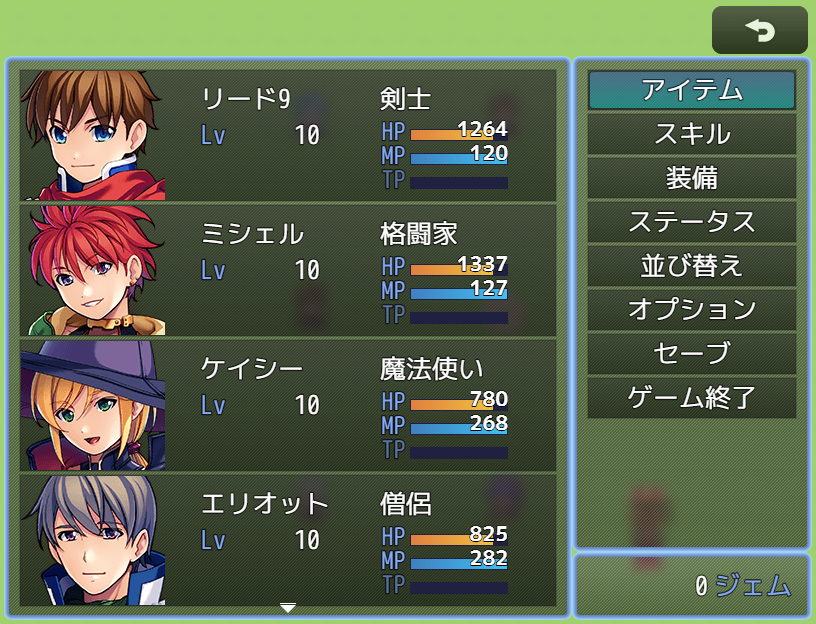 リード9 剣士
Lv 10 HP 1264
MP 120
TP
ミシェル 格闘家
Lv 10 HP 1337
MP 127
TP
ケイシー 魔法使い
Lv 10 HP 780
MP 268
TP
エリオット 僧侶
Lv 10 HP 825
MP 282
TP
アイテム
スキル
装備
ステータス
並び替え
オプション
セーブ
ゲーム終了
0 ジェム